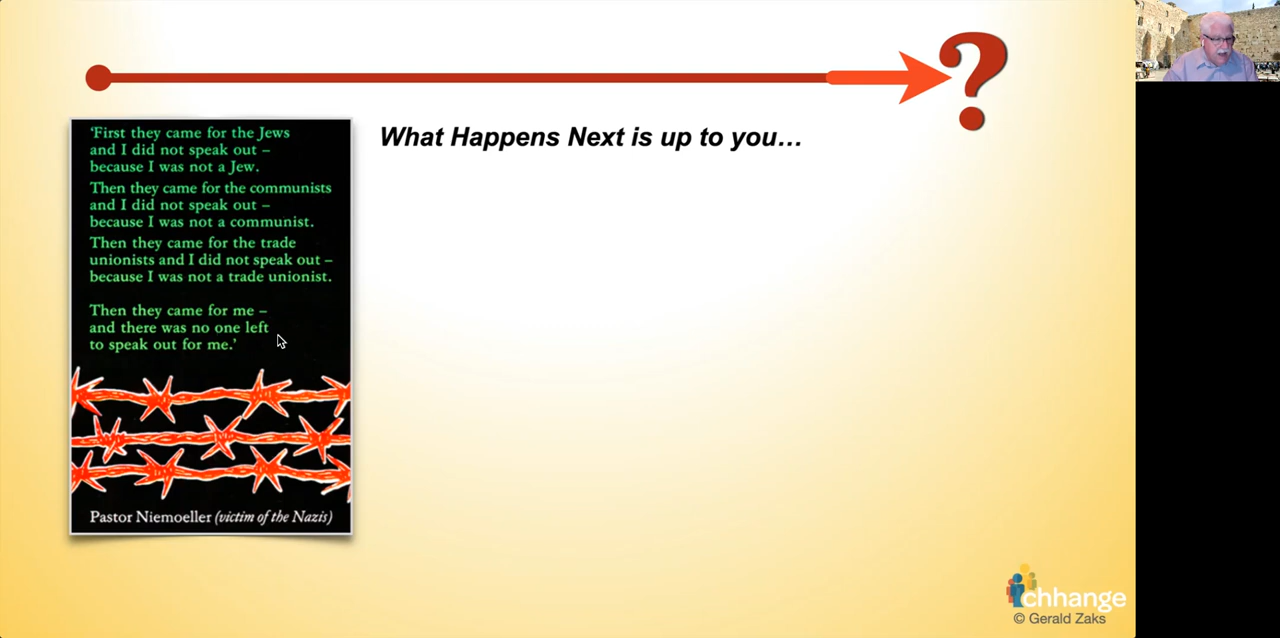 What Happens Next is up to you...
'First they came for the Jews
and I did not speak out –
because I was not a Jew.
Then they came for the communists
and I did not speak out –
because I was not a communist.
Then they came for the trade
unionists and I did not speak out –
because I was not a trade unionist.
Then they came for me –
and there was no one left
to speak out for me.'
Pastor Niemoeller (victim of the Nazis)
chhange
© Gerald Zaks